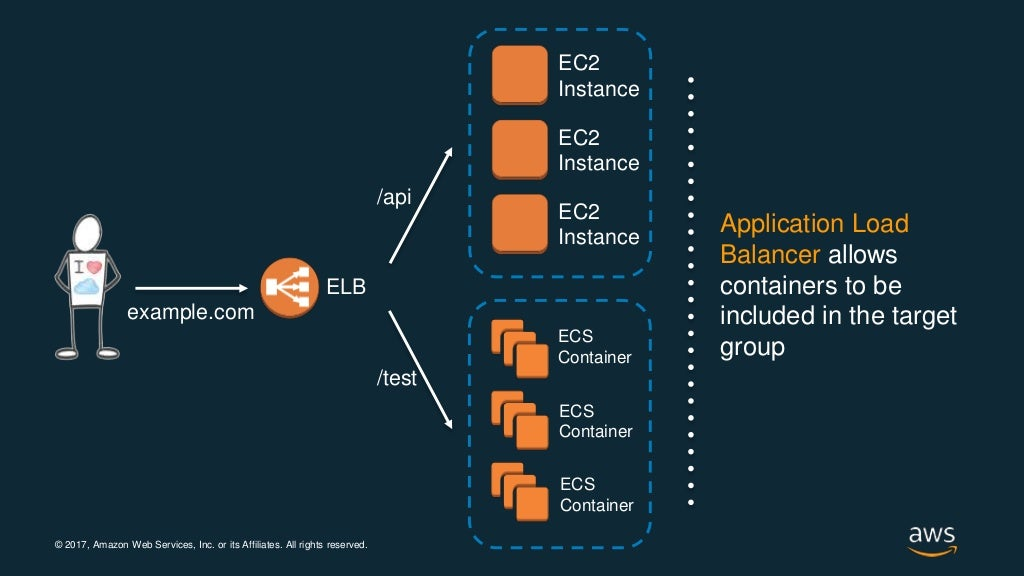 EC2
Instance
EC2
Instance
/api
EC2
Instance
I
example.com
ELB
/test
ECS
Container
ECS
Container
ECS
Container
Application Load
Balancer allows
containers to be
included in the target
group
© 2017, Amazon Web Services, Inc. or its Affiliates. All rights reserved.
aws